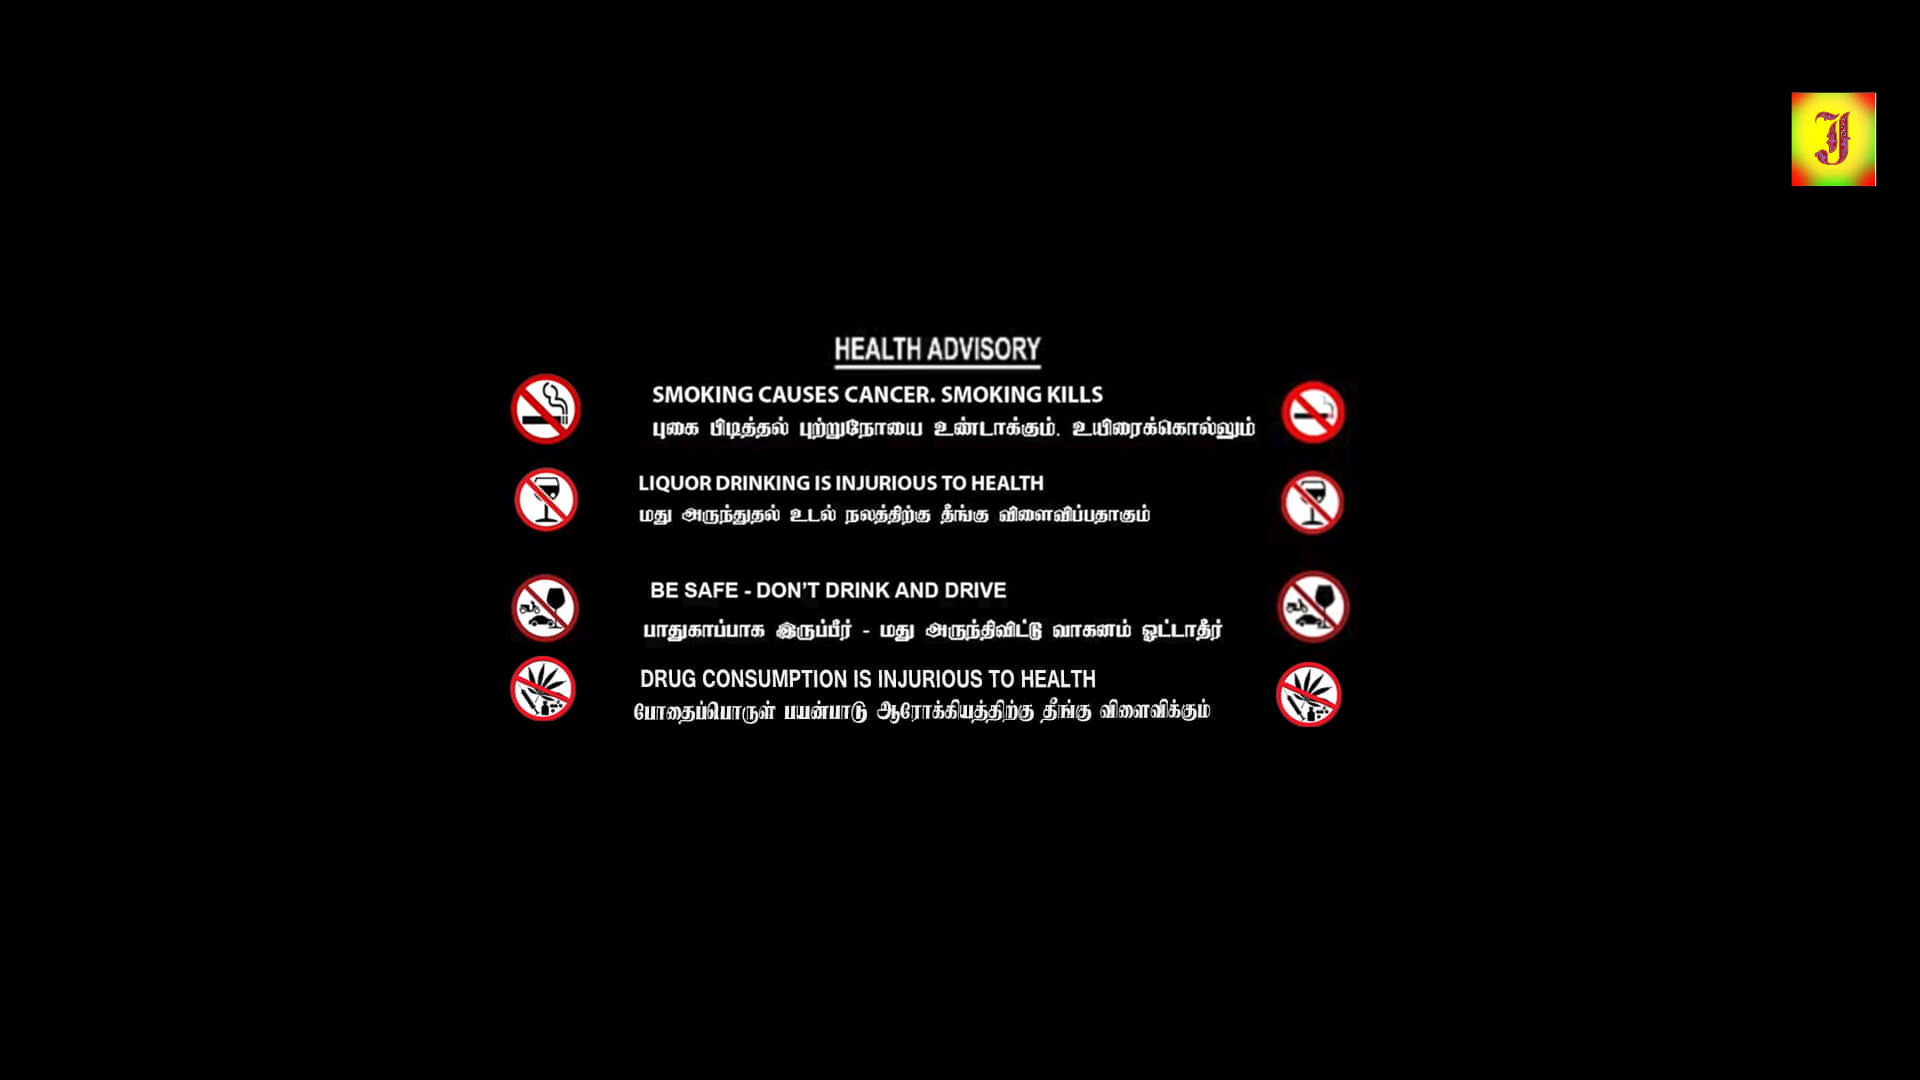 J
HEALTH ADVISORY
SMOKING CAUSES CANCER. SMOKING KILLS
புகை பிடித்தல் புற்றுநோயை உண்டாக்கும். உயிரைக்கொல்லும்
LIQUOR DRINKING IS INJURIOUS TO HEALTH
மது அருந்துதல் உடல் நலத்திற்கு தீங்கு விளைவிப்பதாகும்
BE SAFE - DON'T DRINK AND DRIVE
பாதுகாப்பாக இருப்பீர் - மது அருந்திவிட்டு வாகனம் ஓட்டாதீர்
DRUG CONSUMPTION IS INJURIOUS TO HEALTH
போதைப்பொருள் பயன்பாடு ஆரோக்கியத்திற்கு தீங்கு விளைவிக்கும்